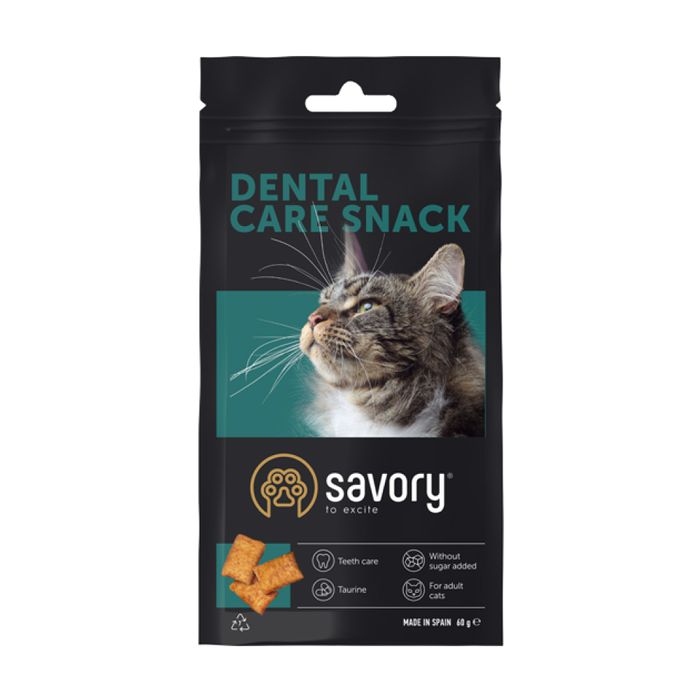 DENTAL
CARE SNACK
savory®
to excite
Teeth care
Without
sugar added
Taurine
For adult
cats
7
MADE IN SPAIN 60 g ℮